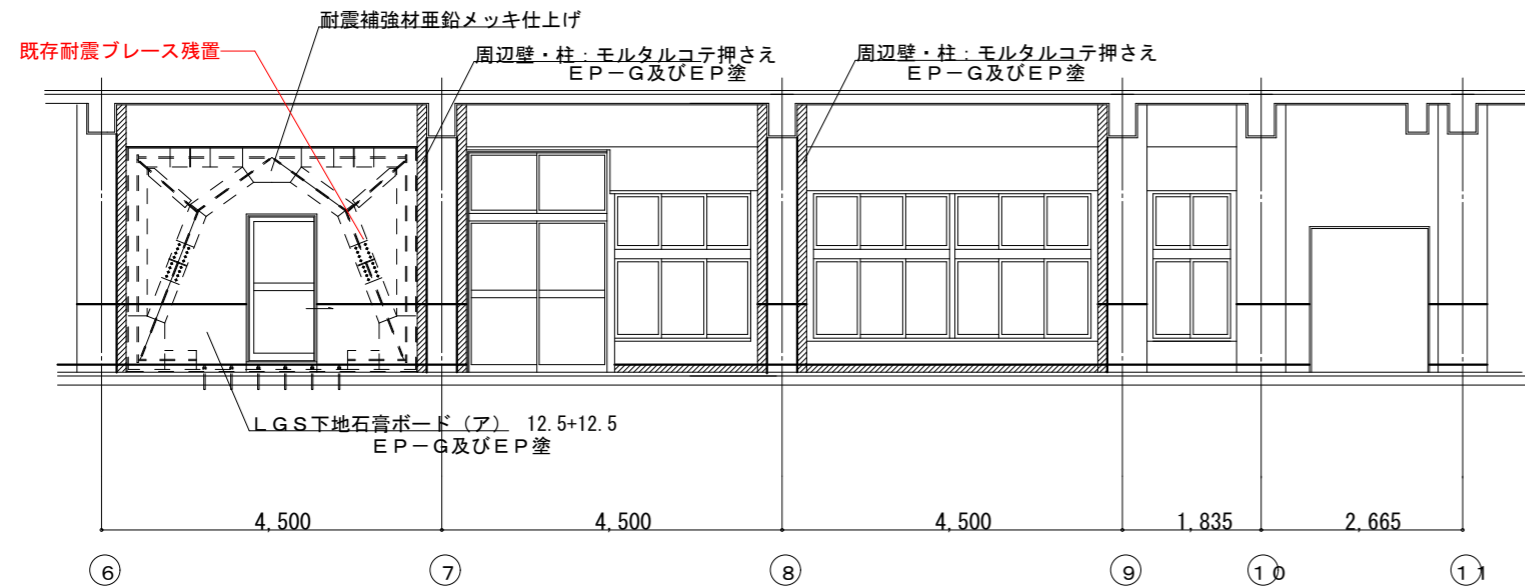 耐震補強材亜鉛メッキ仕上げ
既存耐震ブレース残置
周辺壁・柱：モルタルコテ押さえ
ＥＰ－Ｇ及びＥＰ塗
周辺壁・柱：モルタルコテ押さえ
ＥＰ－Ｇ及びＥＰ塗
ＬＧＳ下地石膏ボード（ア） 12.5+12.5
ＥＰ－Ｇ及びＥＰ塗
4,500 4,500 4,500 1,835 2,665
６ ７ ８ ９ １０ １１